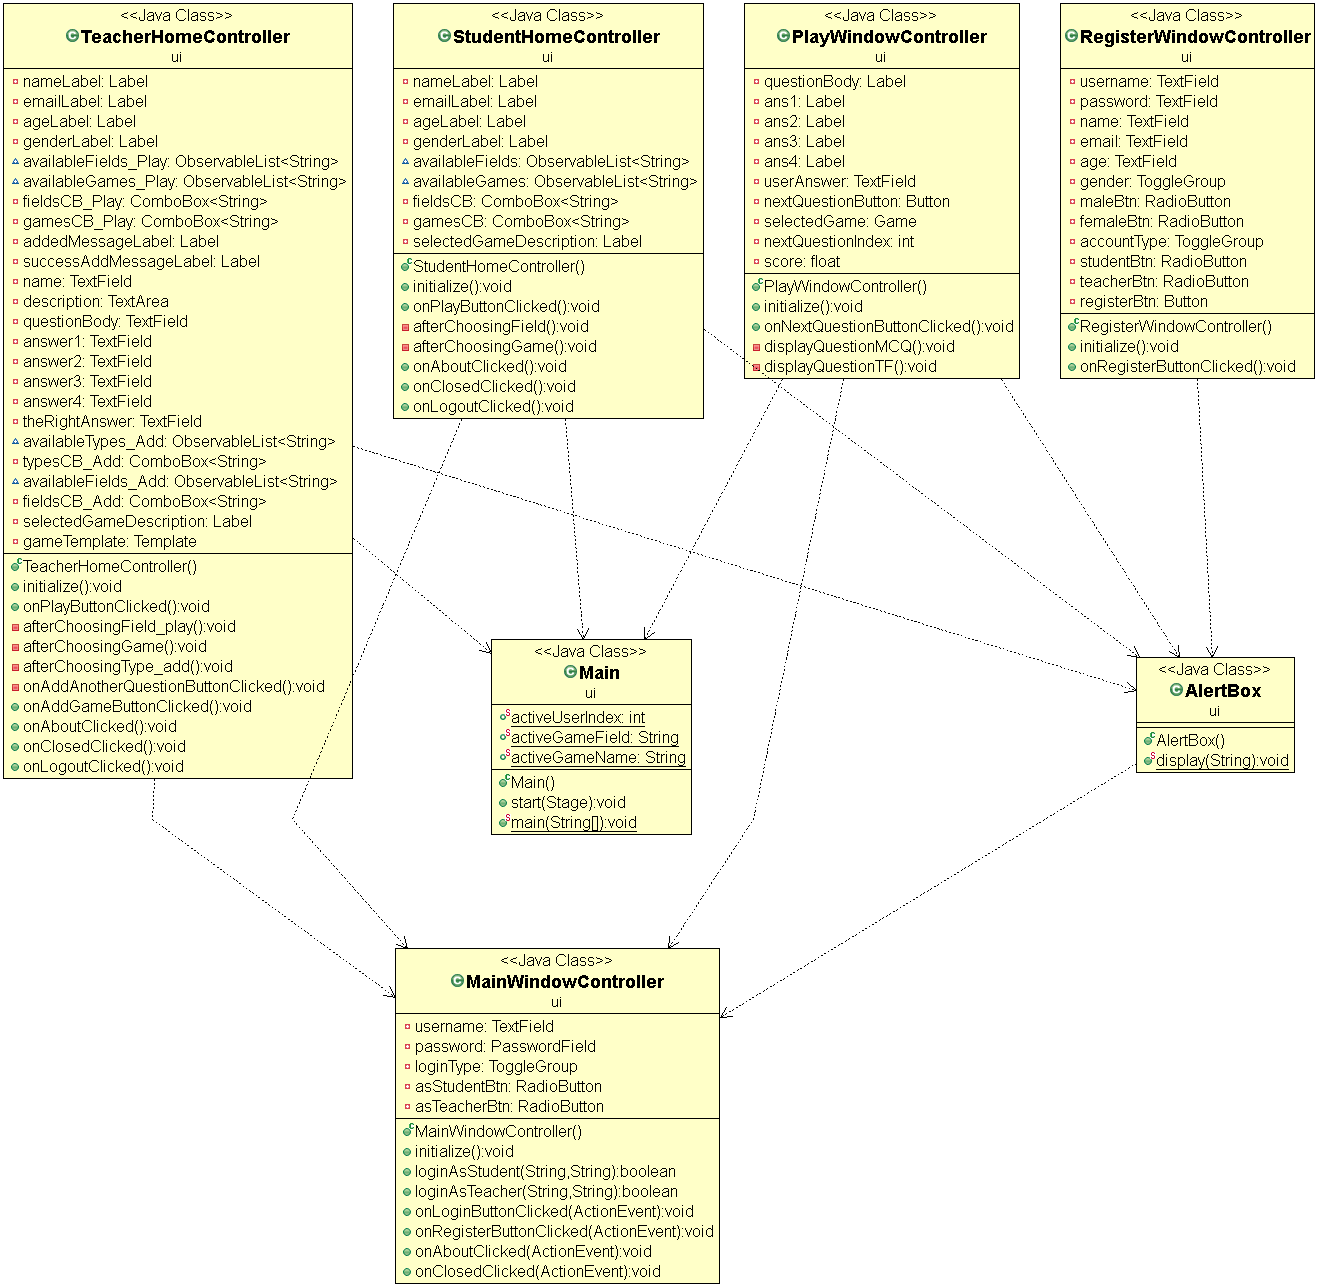 <<Java Class>>
TeacherHomeController
ui
nameLabel: Label
emailLabel: Label
ageLabel: Label
genderLabel: Label
availableFields_Play: ObservableList<String>
availableGames_Play: ObservableList<String>
fieldsCB_Play: ComboBox<String>
gamesCB_Play: ComboBox<String>
addedMessageLabel: Label
successAddMessageLabel: Label
name: TextField
description: TextArea
questionBody: TextField
answer1: TextField
answer2: TextField
answer3: TextField
answer4: TextField
theRightAnswer: TextField
availableTypes_Add: ObservableList<String>
typesCB_Add: ComboBox<String>
availableFields_Add: ObservableList<String>
fieldsCB_Add: ComboBox<String>
selectedGameDescription: Label
gameTemplate: Template
TeacherHomeController()
initialize():void
onPlayButtonClicked():void
afterChoosingField_play():void
afterChoosingGame():void
afterChoosingType_add():void
onAddAnotherQuestionButtonClicked():void
onAddGameButtonClicked():void
onAboutClicked():void
onClosedClicked():void
onLogoutClicked():void
<<Java Class>>
StudentHomeController
ui
nameLabel: Label
emailLabel: Label
ageLabel: Label
genderLabel: Label
availableFields: ObservableList<String>
availableGames: ObservableList<String>
fieldsCB: ComboBox<String>
gamesCB: ComboBox<String>
selectedGameDescription: Label
StudentHomeController()
initialize():void
onPlayButtonClicked():void
afterChoosingField():void
afterChoosingGame():void
onAboutClicked():void
onClosedClicked():void
onLogoutClicked():void
<<Java Class>>
PlayWindowController
ui
questionBody: Label
ans1: Label
ans2: Label
ans3: Label
ans4: Label
userAnswer: TextField
nextQuestionButton: Button
selectedGame: Game
nextQuestionIndex: int
score: float
PlayWindowController()
initialize():void
onNextQuestionButtonClicked():void
displayQuestionMCQ():void
displayQuestionTF():void
<<Java Class>>
RegisterWindowController
ui
username: TextField
password: TextField
name: TextField
email: TextField
age: TextField
gender: ToggleGroup
maleBtn: RadioButton
femaleBtn: RadioButton
accountType: ToggleGroup
studentBtn: RadioButton
teacherBtn: RadioButton
registerBtn: Button
RegisterWindowController()
initialize():void
onRegisterButtonClicked():void
<<Java Class>>
Main
ui
activeUserIndex: int
activeGameField: String
activeGameName: String
Main()
start(Stage):void
main(String[]):void
<<Java Class>>
AlertBox
ui
AlertBox()
display(String):void
<<Java Class>>
MainWindowController
ui
username: TextField
password: PasswordField
loginType: ToggleGroup
asStudentBtn: RadioButton
asTeacherBtn: RadioButton
MainWindowController()
initialize():void
loginAsStudent(String,String):boolean
loginAsTeacher(String,String):boolean
onLoginButtonClicked(ActionEvent):void
onRegisterButtonClicked(ActionEvent):void
onAboutClicked(ActionEvent):void
onClosedClicked(ActionEvent):void